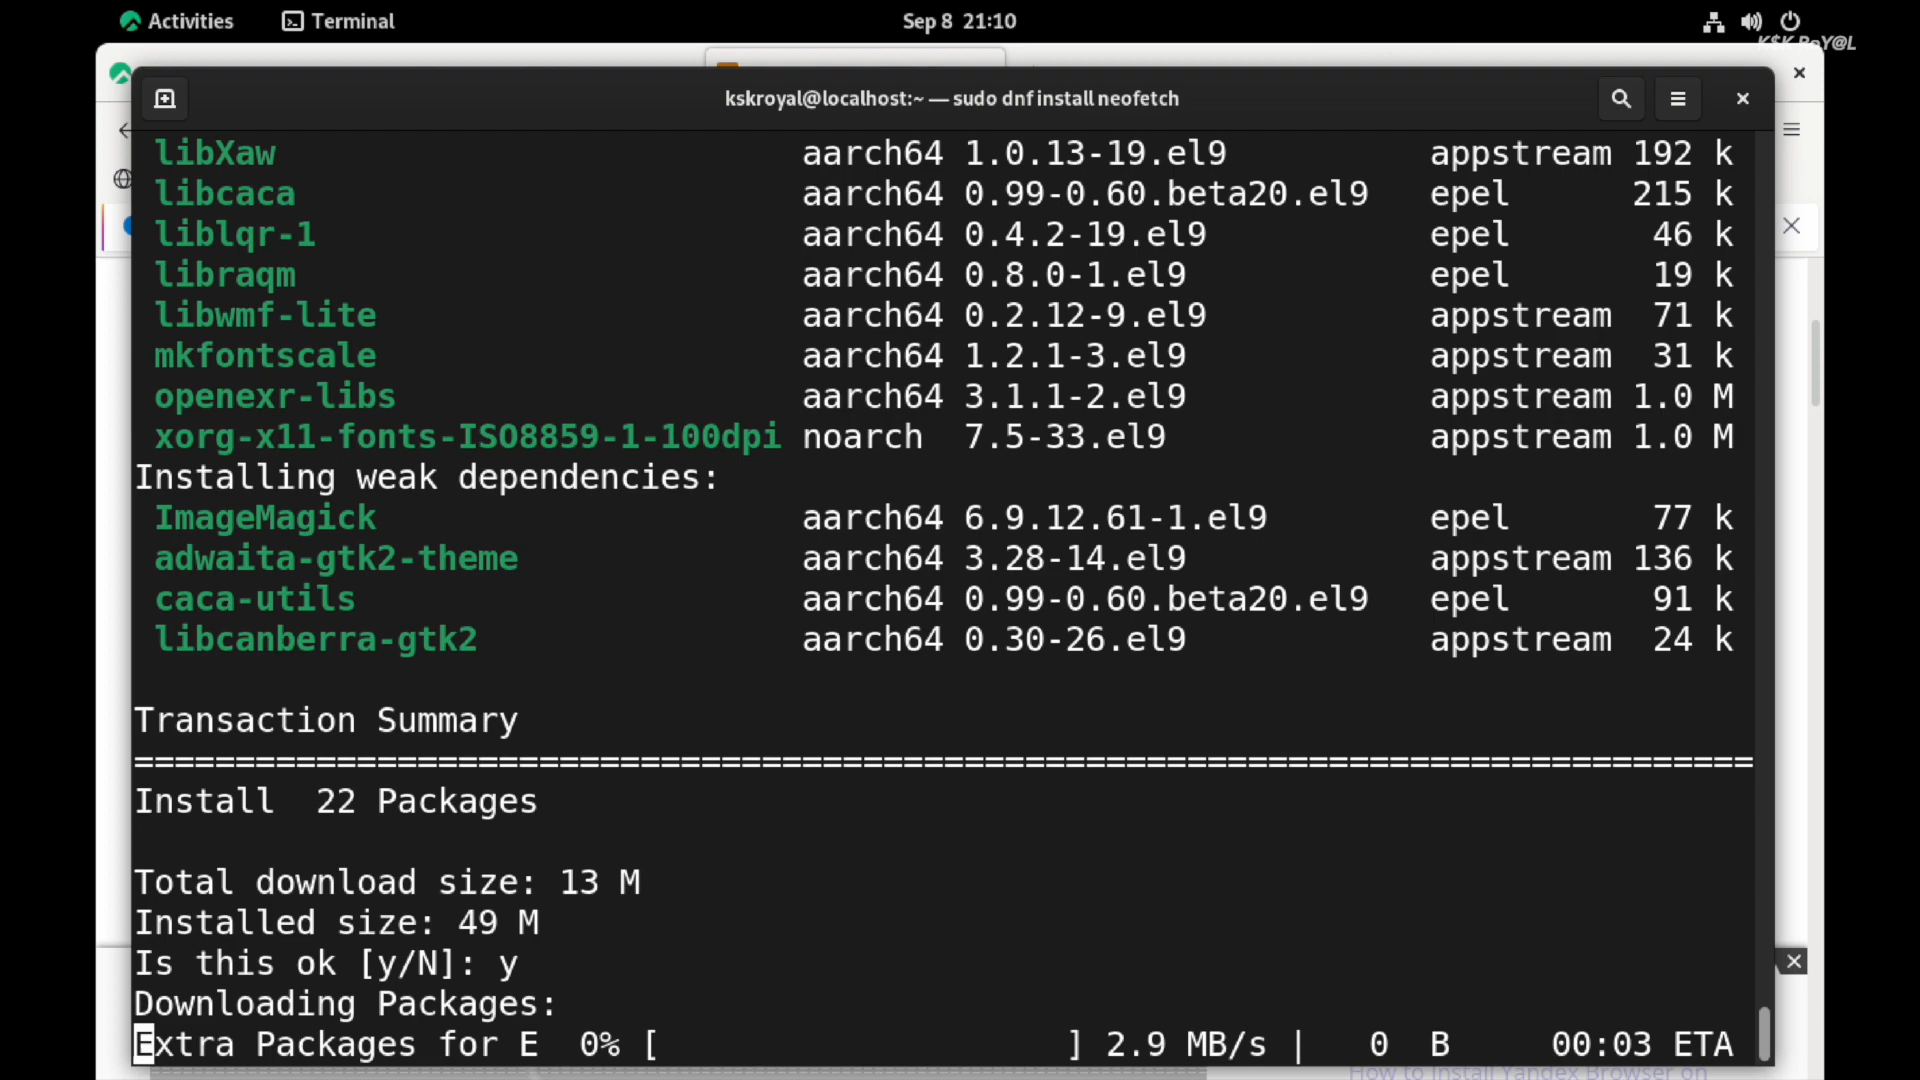 Activities Terminal Sep 8 21:10
K$K RoY@L
kskroyal@localhost:~ — sudo dnf install neofetch
libXaw aarch64 1.0.13-19.el9 appstream 192 k
libcaca aarch64 0.99-0.60.beta20.el9 epel 215 k
liblqr-1 aarch64 0.4.2-19.el9 epel 46 k
libraqm aarch64 0.8.0-1.el9 epel 19 k
libwmf-lite aarch64 0.2.12-9.el9 appstream 71 k
mkfontscale aarch64 1.2.1-3.el9 appstream 31 k
openexr-libs aarch64 3.1.1-2.el9 appstream 1.0 M
xorg-x11-fonts-ISO8859-1-100dpi noarch 7.5-33.el9 appstream 1.0 M
Installing weak dependencies:
ImageMagick aarch64 6.9.12.61-1.el9 epel 77 k
adwaita-gtk2-theme aarch64 3.28-14.el9 appstream 136 k
caca-utils aarch64 0.99-0.60.beta20.el9 epel 91 k
libcanberra-gtk2 aarch64 0.30-26.el9 appstream 24 k
Transaction Summary
================================================================================
Install 22 Packages
Total download size: 13 M
Installed size: 49 M
Is this ok [y/N]: y
Downloading Packages:
Extra Packages for E 0% [ ] 2.9 MB/s | 0 B 00:03 ETA
How to Install Yandex Browser on